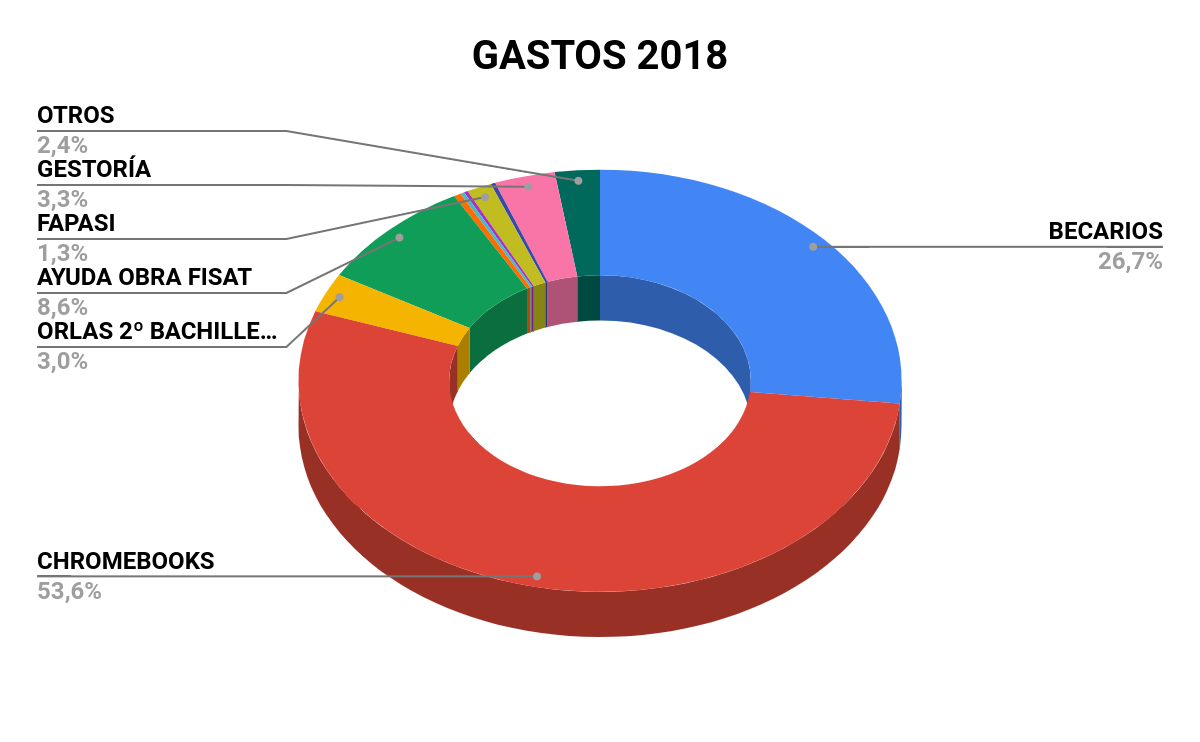 GASTOS 2018
OTROS
2,4%
GESTORÍA
3,3%
FAPASI
1,3%
AYUDA OBRA FISAT
8,6%
ORLAS 2º BACHILLE…
3,0%
BECARIOS
26,7%
CHROMEBOOKS
53,6%